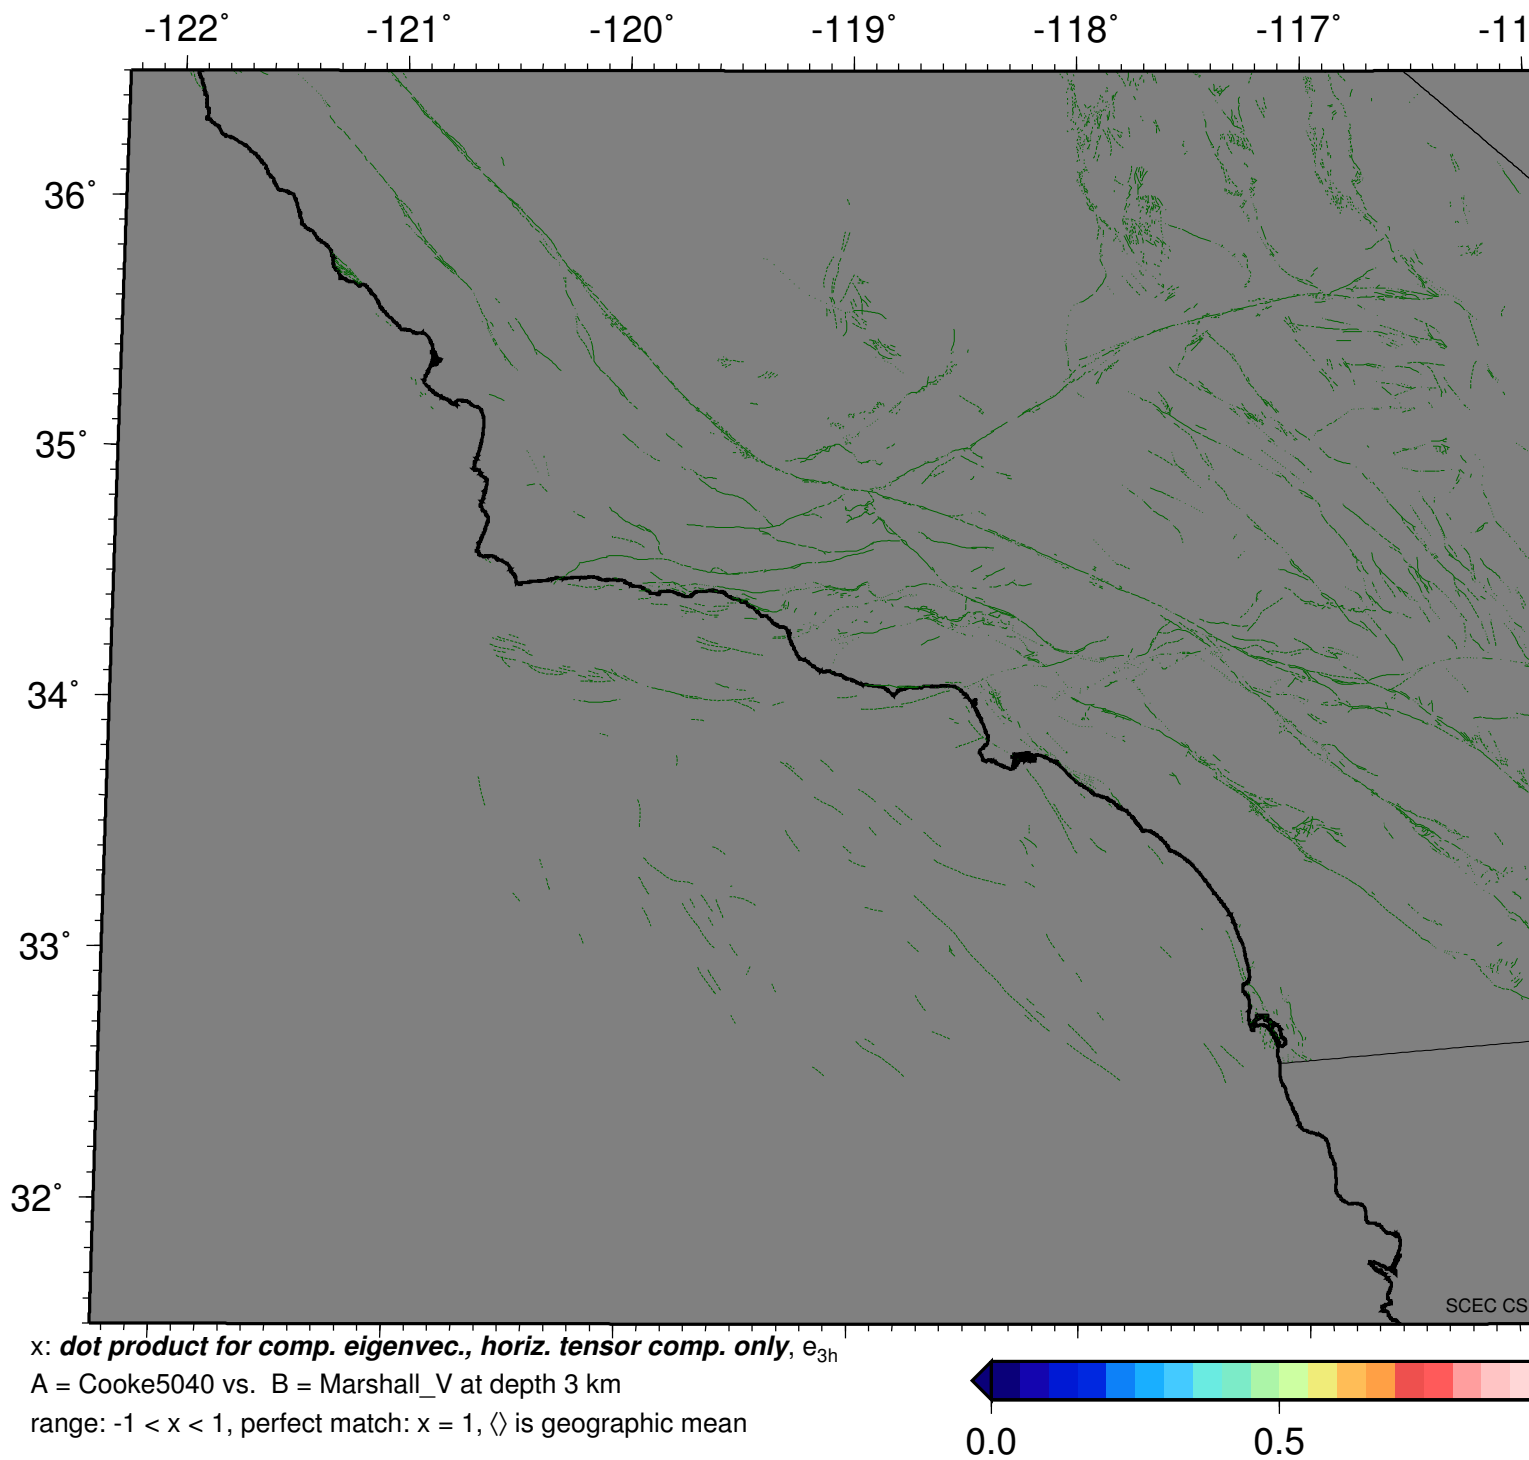 -122˚ -121˚ -120˚ -119˚ -118˚ -117˚ -11
36˚
35˚
34˚
33˚
32˚
SCEC CS
x: dot product for comp. eigenvec., horiz. tensor comp. only, e3h
A = Cooke5040 vs. B = Marshall_V at depth 3 km
range: -1 < x < 1, perfect match: x = 1, ⟨⟩ is geographic mean
0.0 0.5